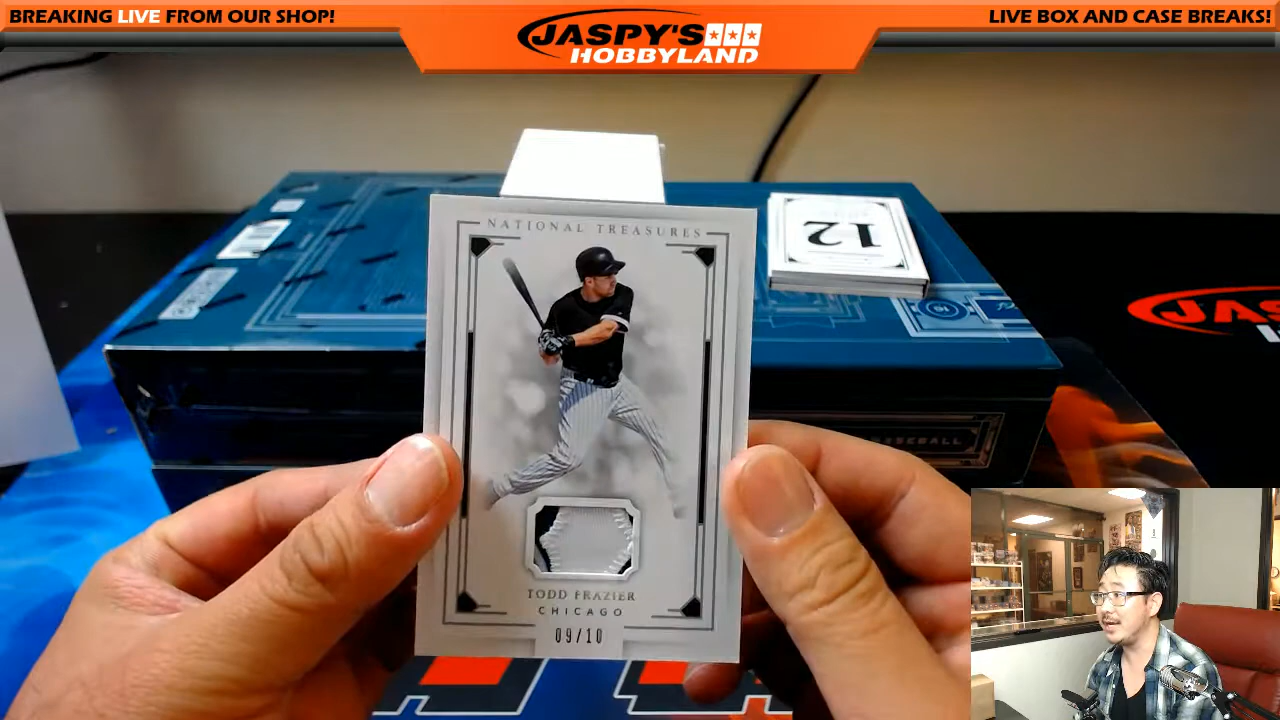 BREAKING LIVE FROM OUR SHOP!
JASPY'S
HOBBYLAND
LIVE BOX AND CASE BREAKS!
NATIONAL TREASURES
12
BASEBALL
TODD FRAZIER
CHICAGO
09/10